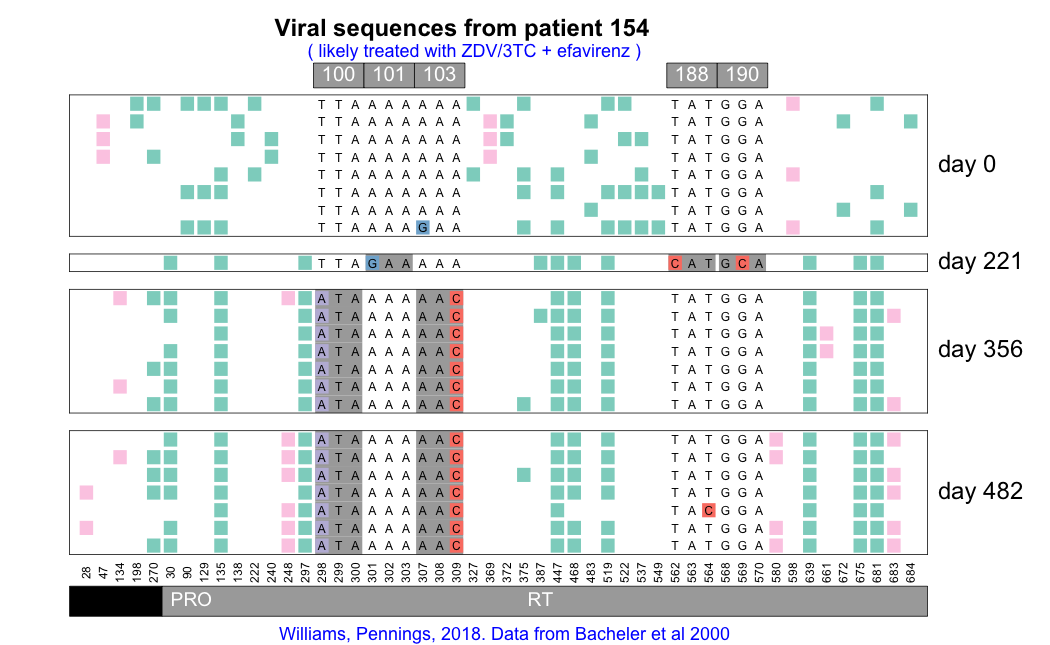 Viral sequences from patient 154
( likely treated with ZDV/3TC + efavirenz )
100 101 103 188 190
T T A A A A A A A T A T G G A
T T A A A A A A A T A T G G A
T T A A A A A A A T A T G G A
T T A A A A A A A T A T G G A
T T A A A A A A A T A T G G A
T T A A A A A A A T A T G G A
T T A A A A A A A T A T G G A
T T A A A A G A A T A T G G A
day 0
T T A G A A A A A C A T G C A
day 221
A T A A A A A A C T A T G G A
A T A A A A A A C T A T G G A
A T A A A A A A C T A T G G A
A T A A A A A A C T A T G G A
A T A A A A A A C T A T G G A
A T A A A A A A C T A T G G A
A T A A A A A A C T A T G G A
day 356
A T A A A A A A C T A T G G A
A T A A A A A A C T A T G G A
A T A A A A A A C T A T G G A
A T A A A A A A C T A T G G A
A T A A A A A A C T A C G G A
A T A A A A A A C T A T G G A
A T A A A A A A C T A T G G A
day 482
28 47 134 198 270 30 90 129 135 138 222 240 248 297 298 299 300 301 302 303 307 308 309 327 369 372 375 387 447 468 483 519 522 537 549 562 563 564 568 569 570 580 598 639 661 672 675 681 683 684
PRO RT
Williams, Pennings, 2018. Data from Bacheler et al 2000